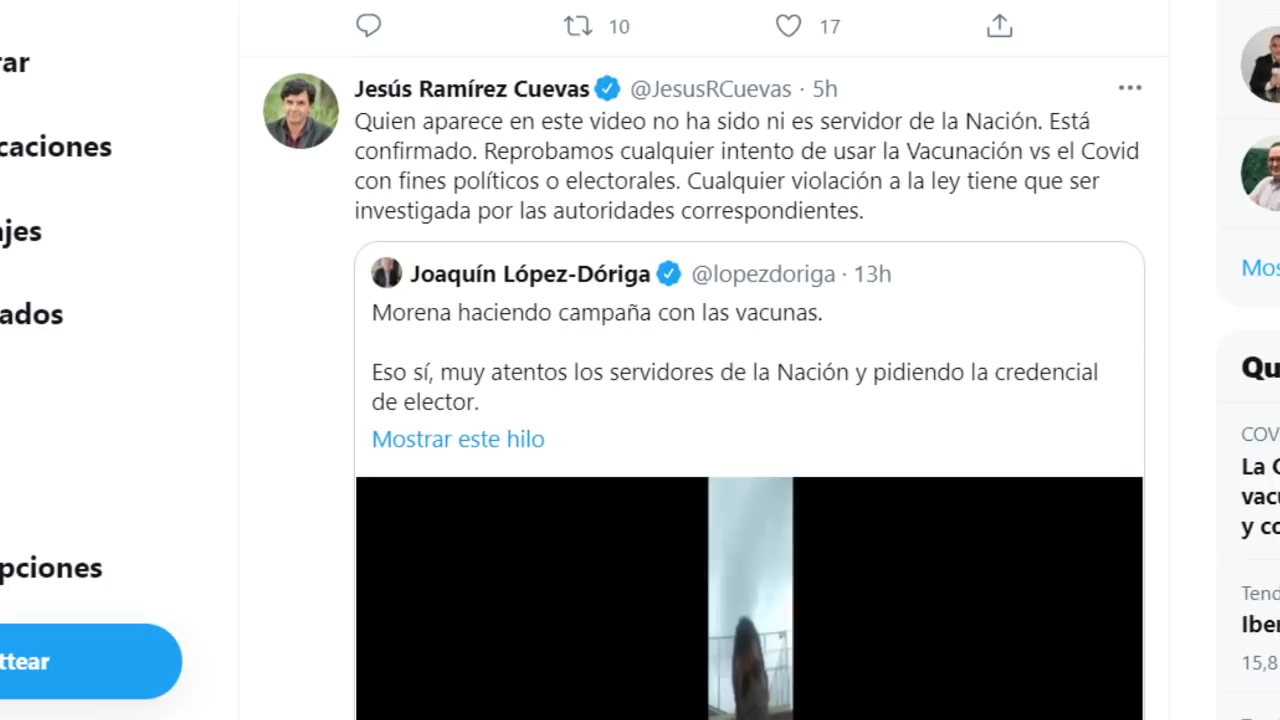 10
17
Jesús Ramírez Cuevas @JesusRCuevas · 5h
Quien aparece en este video no ha sido ni es servidor de la Nación. Está
confirmado. Reprobamos cualquier intento de usar la Vacunación vs el Covid
con fines políticos o electorales. Cualquier violación a la ley tiene que ser
investigada por las autoridades correspondientes.
Joaquín López-Dóriga @lopezdoriga · 13h
Morena haciendo campaña con las vacunas.
Eso sí, muy atentos los servidores de la Nación y pidiendo la credencial
de elector.
Mostrar este hilo
rar
caciones
ajes
ados
pciones
ttear
Mos
Qu
COV
La C
vacu
y co
Tend
Iber
15,8